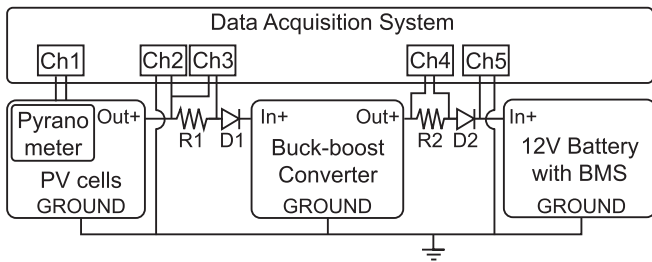 Data Acquisition System
Ch1 Ch2 Ch3 Ch4 Ch5
Pyrano
meter
Out+
R1 D1
In+
Out+
R2 D2
In+
PV cells
GROUND
Buck-boost
Converter
GROUND
12V Battery
with BMS
GROUND